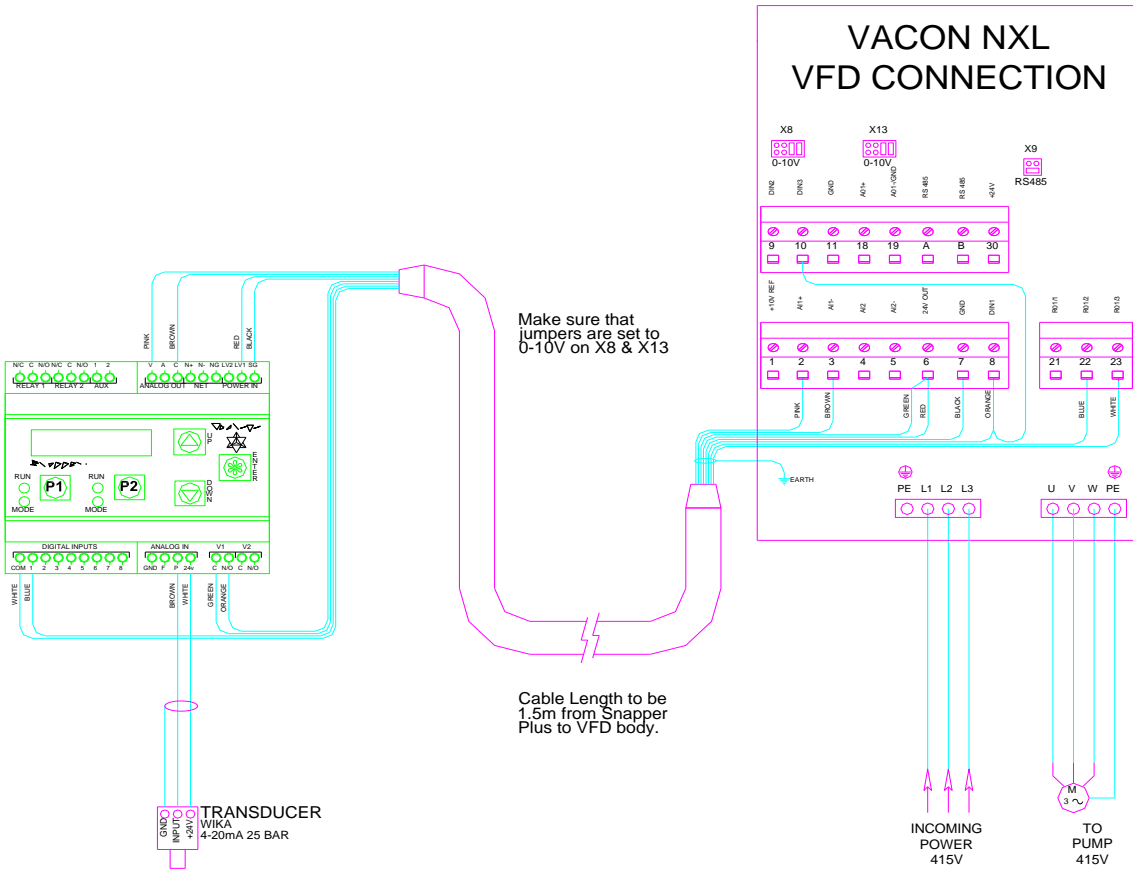 VACON NXL
VFD CONNECTION
X8
0-10V
X13
0-10V
X9
RS485
DIN2 DIN3 GND A01+ A01-/GND RS 485 RS 485 +24V
9 10 11 18 19 A B 30
+10V REF AI1+ AI1- AI2 AI2- 24V OUT GND DIN1 R01/1 R01/2 R01/3
1 2 3 4 5 6 7 8 21 22 23
PINK BROWN GREEN RED BLACK ORANGE BLUE WHITE
EARTH
PE L1 L2 L3
U V W PE
M
3
INCOMING
POWER
415V
TO
PUMP
415V
Make sure that
jumpers are set to
0-10V on X8 & X13
Cable Length to be
1.5m from Snapper
Plus to VFD body.
PINK BROWN RED BLACK
N/C C N/O N/C C N/O 1 2 V A C N+ N- NG LV2 LV1 SG
RELAY 1 RELAY 2 AUX ANALOG OUT NET POWER IN
UP
ENTER
DOWN
RUN P1 RUN P2
MODE MODE
DIGITAL INPUTS ANALOG IN V1 V2
COM 1 2 3 4 5 6 7 8 GND F P 24v C N/O C N/O
WHITE BLUE BROWN WHITE GREEN ORANGE
GND INPUT +24V
TRANSDUCER
WIKA
4-20mA 25 BAR